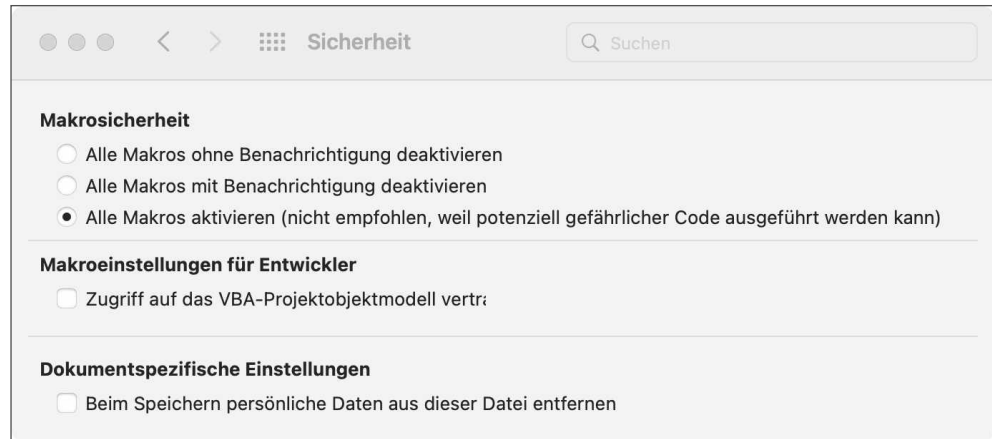 Sicherheit
Suchen
Makrosicherheit
Alle Makros ohne Benachrichtigung deaktivieren
Alle Makros mit Benachrichtigung deaktivieren
Alle Makros aktivieren (nicht empfohlen, weil potenziell gefährlicher Code ausgeführt werden kann)
Makroeinstellungen für Entwickler
Zugriff auf das VBA-Projektobjektmodell vertra
Dokumentspezifische Einstellungen
Beim Speichern persönliche Daten aus dieser Datei entfernen